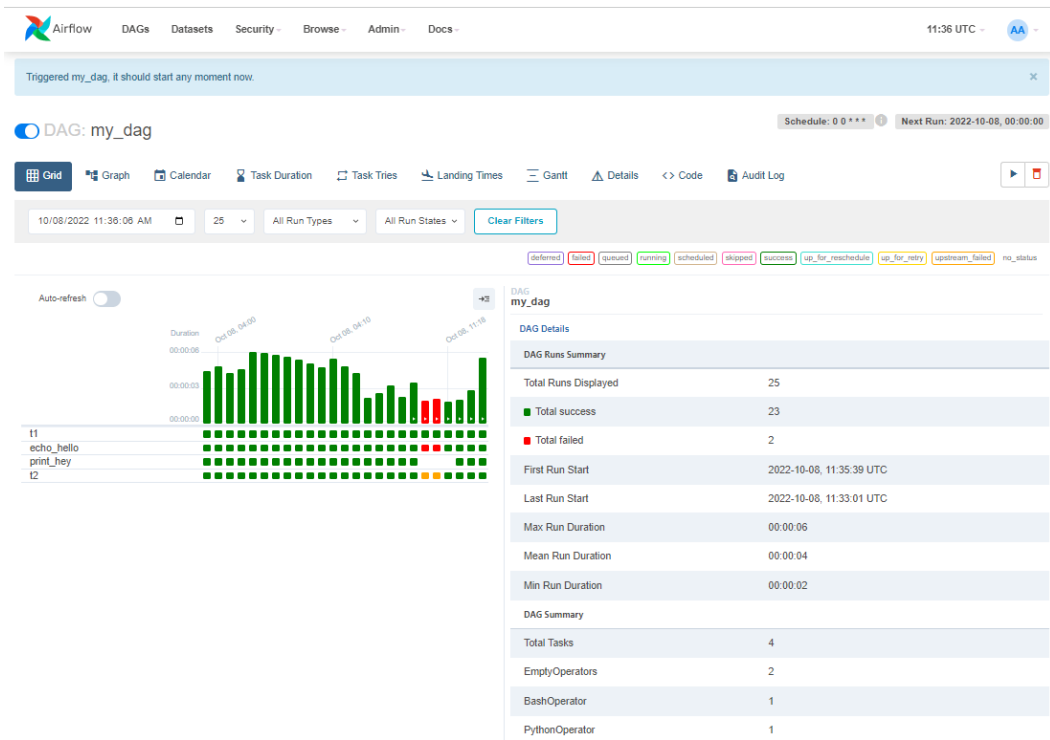 Airflow DAGs Datasets Security Browse Admin Docs 11:36 UTC AA
Triggered my_dag, it should start any moment now. ×
DAG: my_dag Schedule: 0 0 * * * i Next Run: 2022-10-08, 00:00:00
Grid Graph Calendar Task Duration Task Tries Landing Times Gantt Details <> Code Audit Log
10/08/2022 11:36:06 AM 25 All Run Types All Run States Clear Filters
deferred failed queued running scheduled skipped success up_for_reschedule up_for_retry upstream_failed no_status
Auto-refresh
Duration Oct 08, 04:00 Oct 08, 04:10 Oct 08, 11:18
00:00:06
00:00:03
00:00:00
t1
echo_hello
print_hey
t2
DAG
my_dag
DAG Details
DAG Runs Summary
Total Runs Displayed 25
Total success 23
Total failed 2
First Run Start 2022-10-08, 11:35:39 UTC
Last Run Start 2022-10-08, 11:33:01 UTC
Max Run Duration 00:00:06
Mean Run Duration 00:00:04
Min Run Duration 00:00:02
DAG Summary
Total Tasks 4
EmptyOperators 2
BashOperator 1
PythonOperator 1